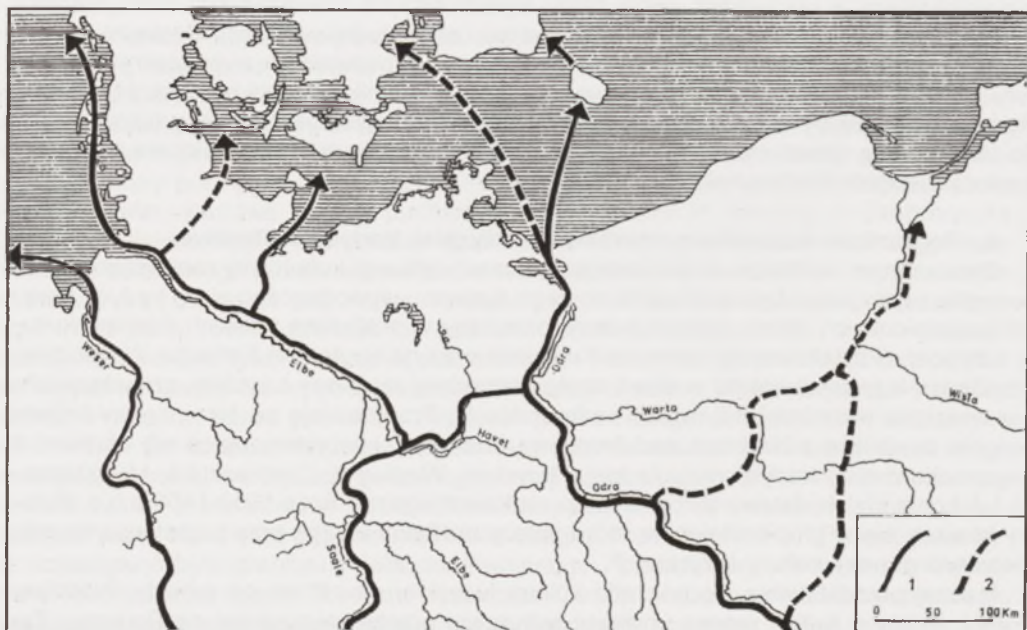 Weser
Elbe
Odra
Warta
Wisła
Havel
Odra
Saale
Elbe
1
2
0 50 100 Km